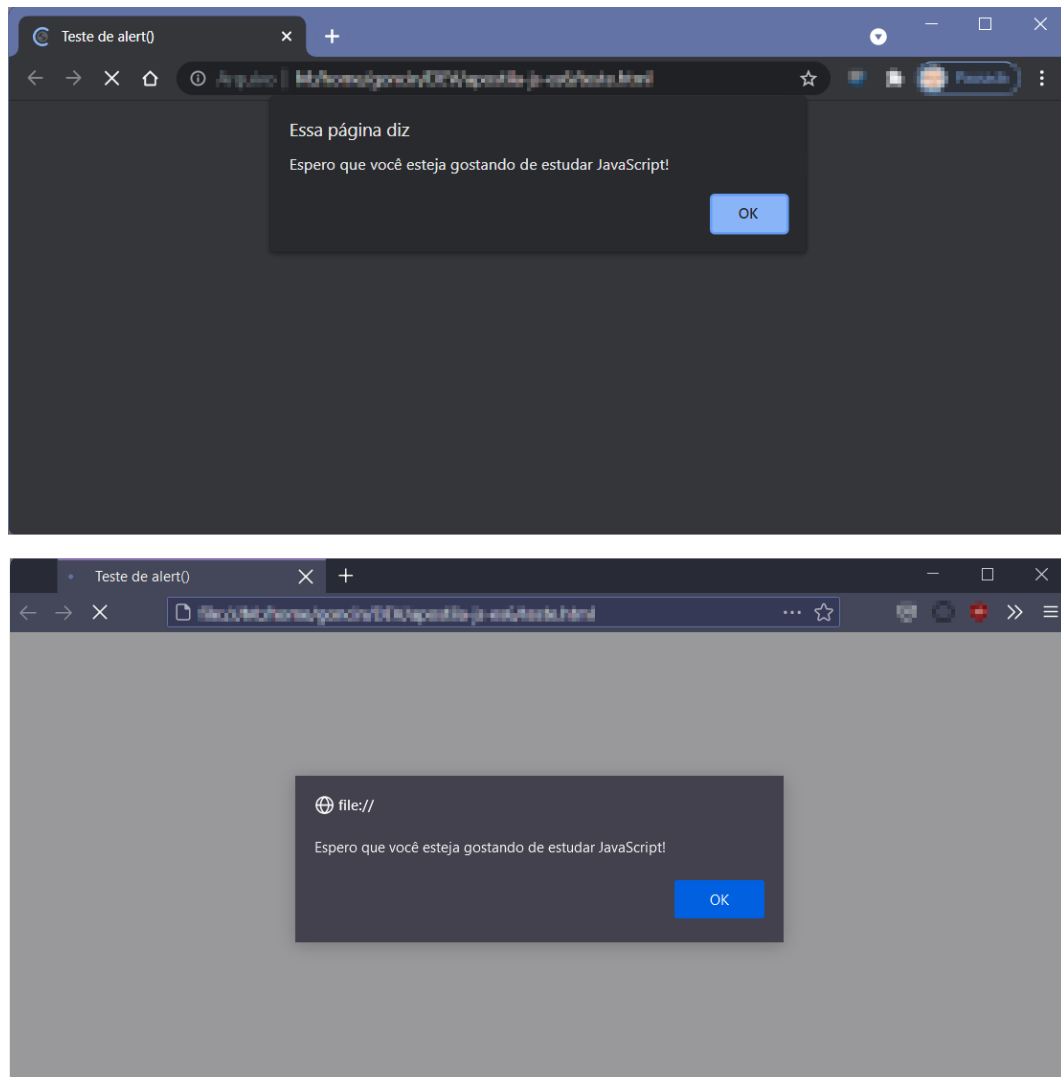 Teste de alert()
Essa página diz
Espero que você esteja gostando de estudar JavaScript!
OK
Teste de alert()
file://
Espero que você esteja gostando de estudar JavaScript!
OK